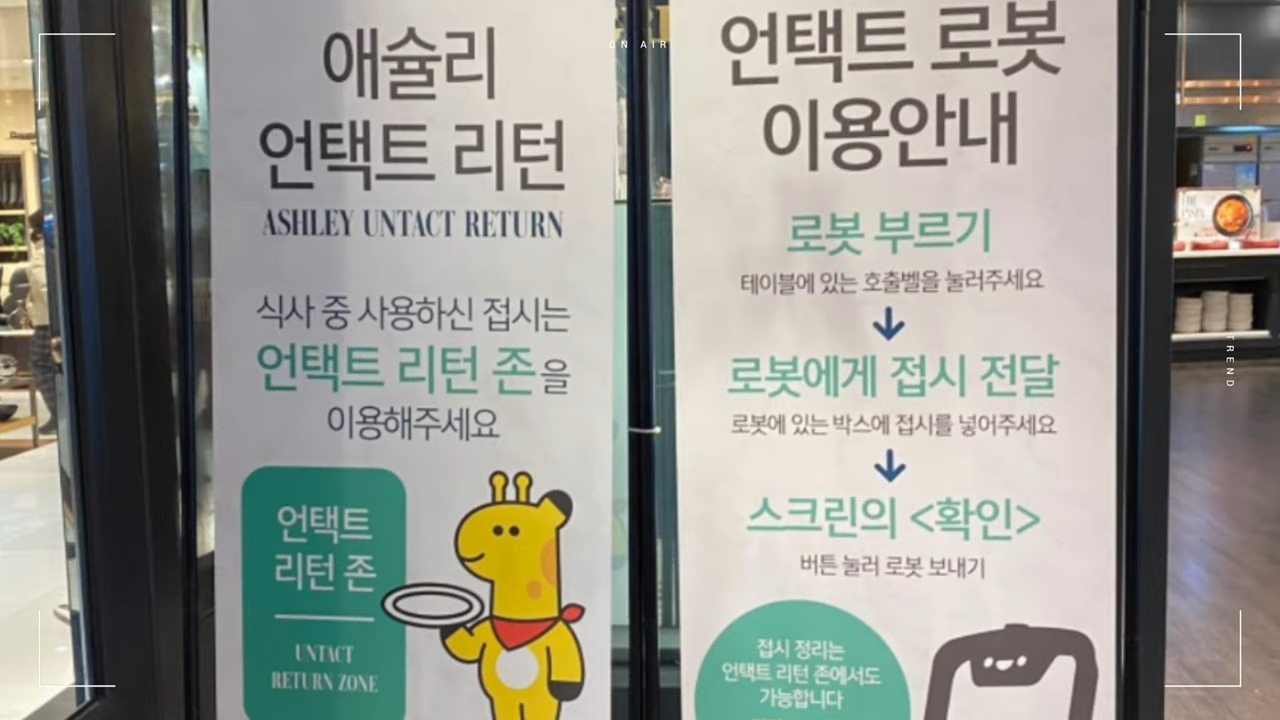 ON AIR
애슐리
언택트 리턴
ASHLEY UNTACT RETURN
식사 중 사용하신 접시는
언택트 리턴 존을
이용해주세요
언택트
리턴 존
UNTACT
RETURN ZONE
언택트 로봇
이용안내
로봇 부르기
테이블에 있는 호출벨을 눌러주세요
로봇에게 접시 전달
로봇에 있는 박스에 접시를 넣어주세요
스크린의 <확인>
버튼 눌러 로봇 보내기
접시 정리는
언택트 리턴 존에서도
가능합니다
TREND